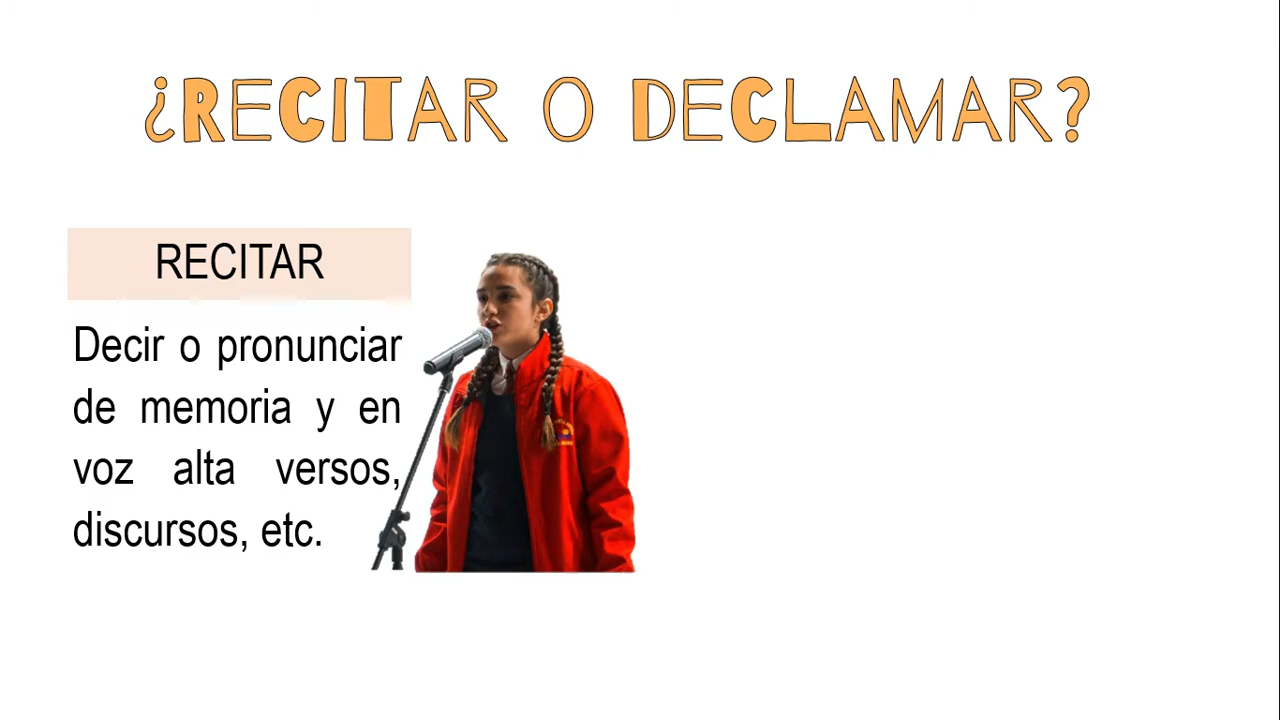 ¿RECITAR O DECLAMAR?
RECITAR
Decir o pronunciar
de memoria y en
voz alta versos,
discursos, etc.